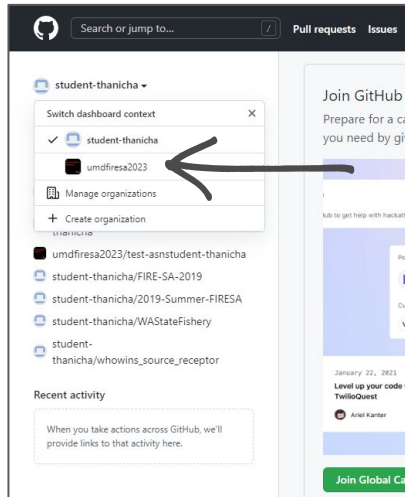 Search or jump to...
/
Pull requests Issues
student-thanicha
Switch dashboard context
student-thanicha
umdfiresa2023
Manage organizations
Create organization
thanicha
umdfiresa2023/test-asnstudent-thanicha
student-thanicha/FIRE-SA-2019
student-thanicha/2019-Summer-FIRESA
student-thanicha/WAStateFishery
student-
thanicha/whowins_source_receptor
Recent activity
When you take actions across GitHub, we'll
provide links to that activity here.
Join GitHub
Prepare for a ca
you need by gi
to get help with hackath
January 22, 2021
Level up your code
TwilioQuest
Ariel Kanter
Join Global Ca